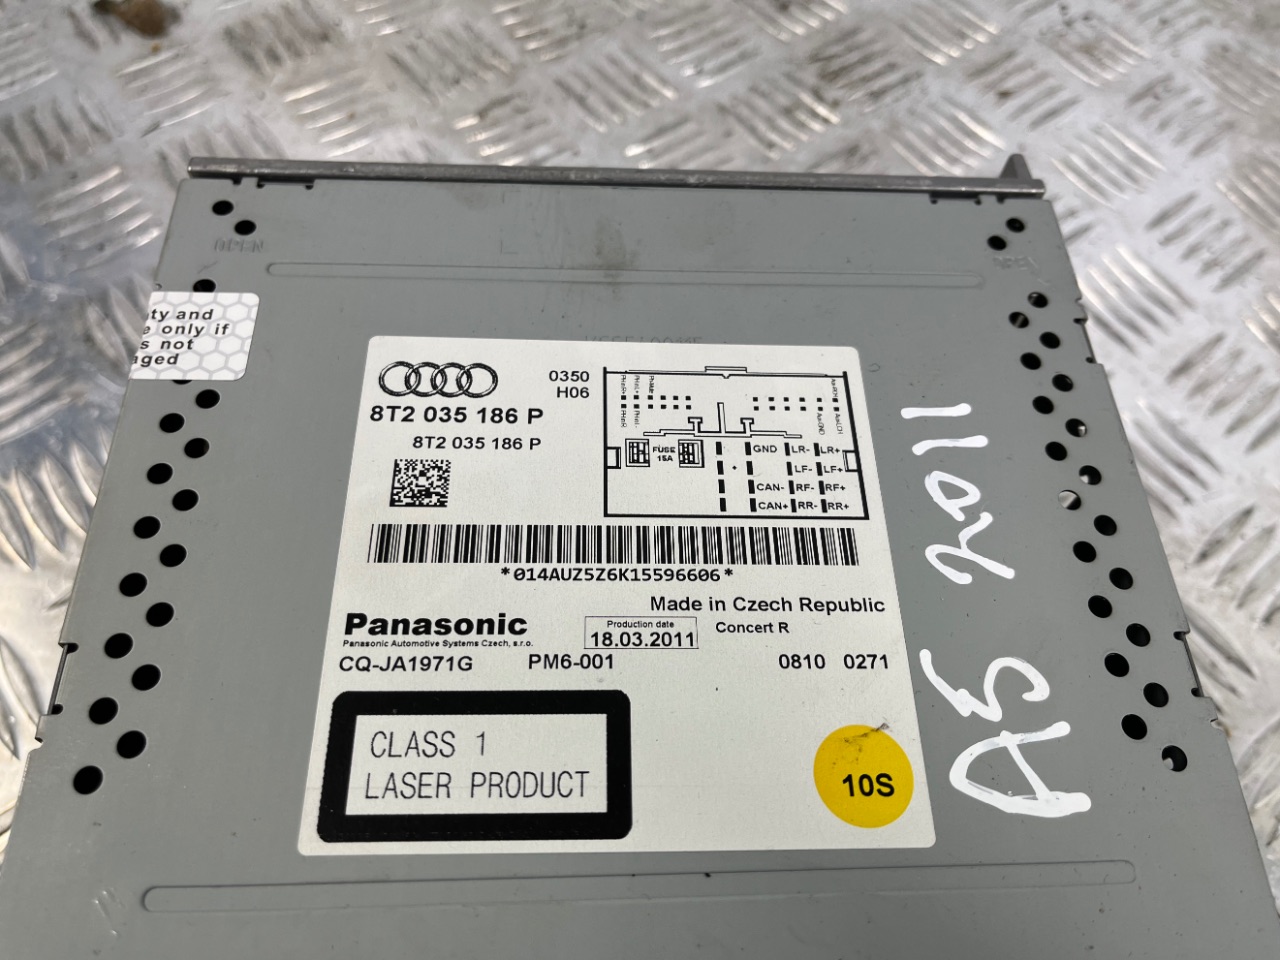 OPEN
OPEN
ty and
e only if
s not
aged
0350
H06
8T2 035 186 P
8T2 035 186 P
FUSE
15A
GND LR- LR+
LF- LF+
CAN- RF- RF+
CAN+ RR- RR+
*014AUZ5Z6K15596606*
Made in Czech Republic
Panasonic
Panasonic Automotive Systems Czech, s.r.o.
Production date
18.03.2011
Concert R
CQ-JA1971G PM6-001 0810 0271
CLASS 1
LASER PRODUCT
10S
A5 2011